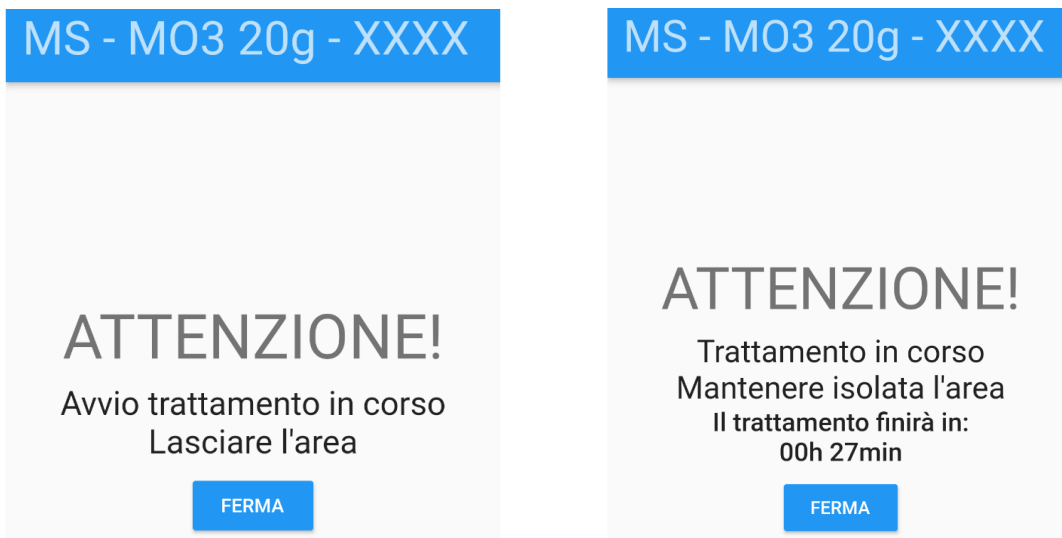 MS - MO3 20g - XXXX
ATTENZIONE!
Avvio trattamento in corso
Lasciare l'area
FERMA
MS - MO3 20g - XXXX
ATTENZIONE!
Trattamento in corso
Mantenere isolata l'area
Il trattamento finirà in:
00h 27min
FERMA